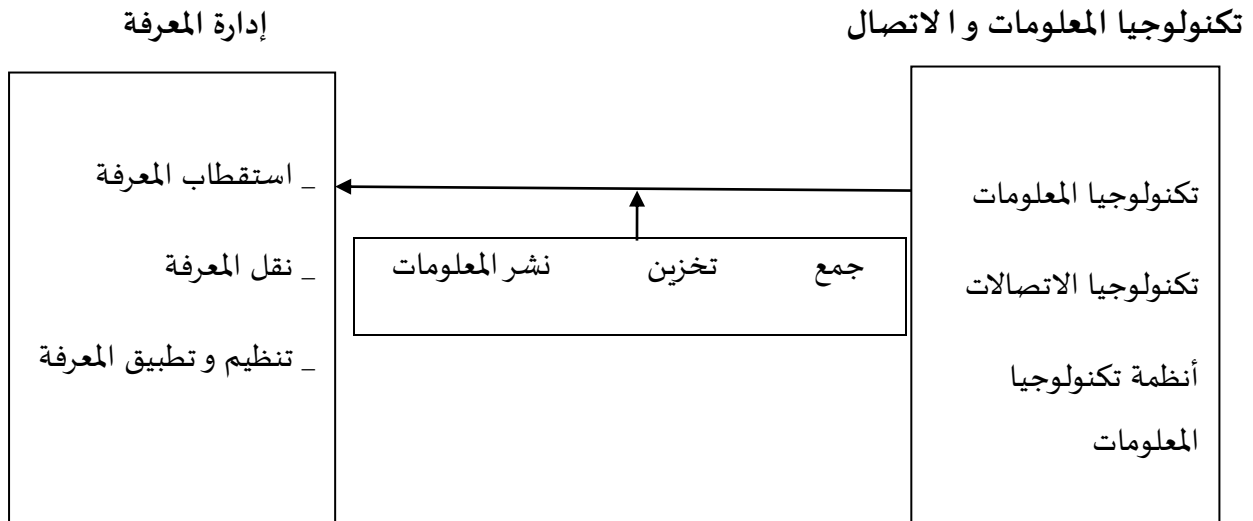 تكنولوجيا المعلومات و الاتصال
إدارة المعرفة
تكنولوجيا المعلومات
تكنولوجيا الاتصالات
أنظمة تكنولوجيا
المعلومات
جمع تخزين نشر المعلومات
_ استقطاب المعرفة
_ نقل المعرفة
_ تنظيم و تطبيق المعرفة